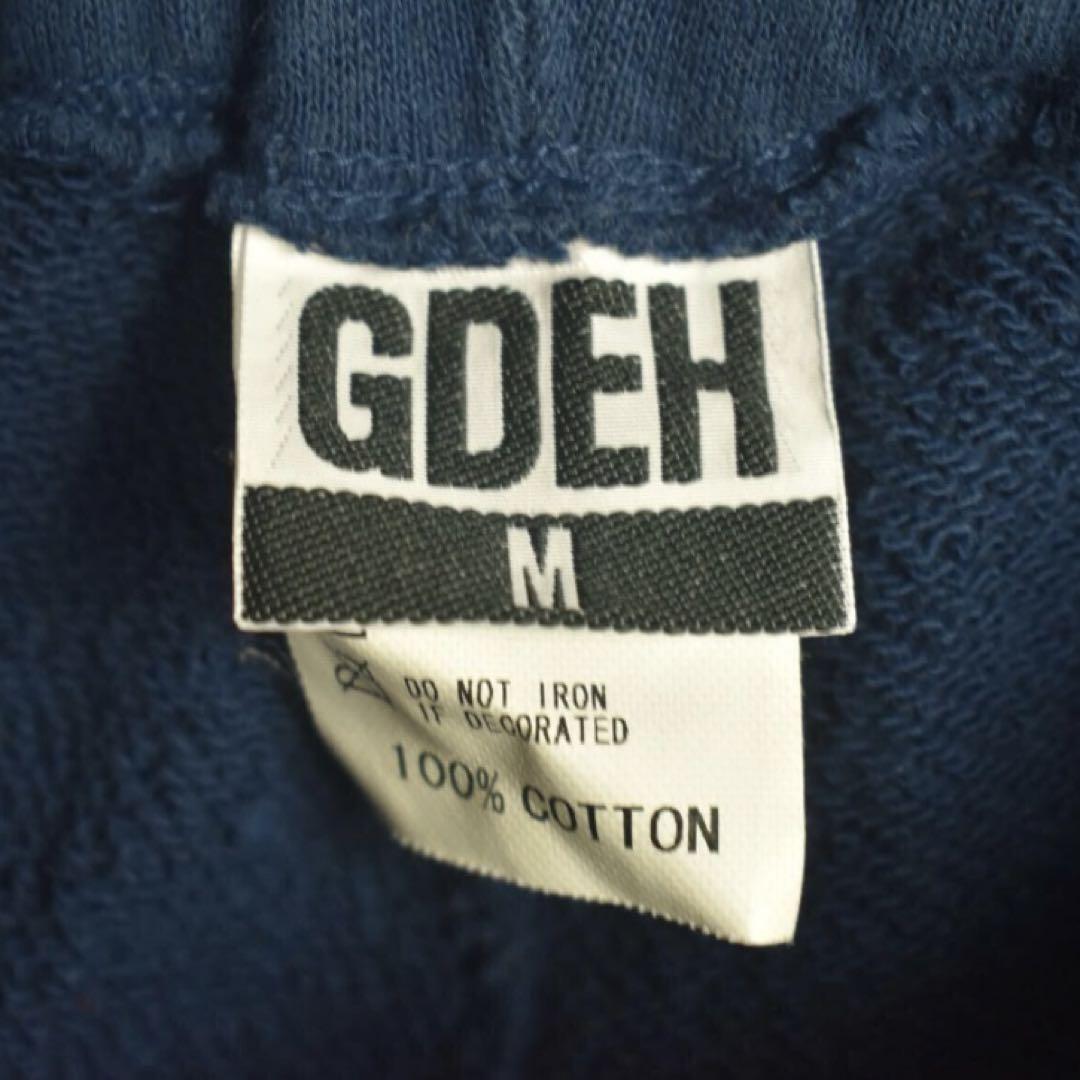 GDEH
M
DO NOT IRON
IF DECORATED
100% COTTON